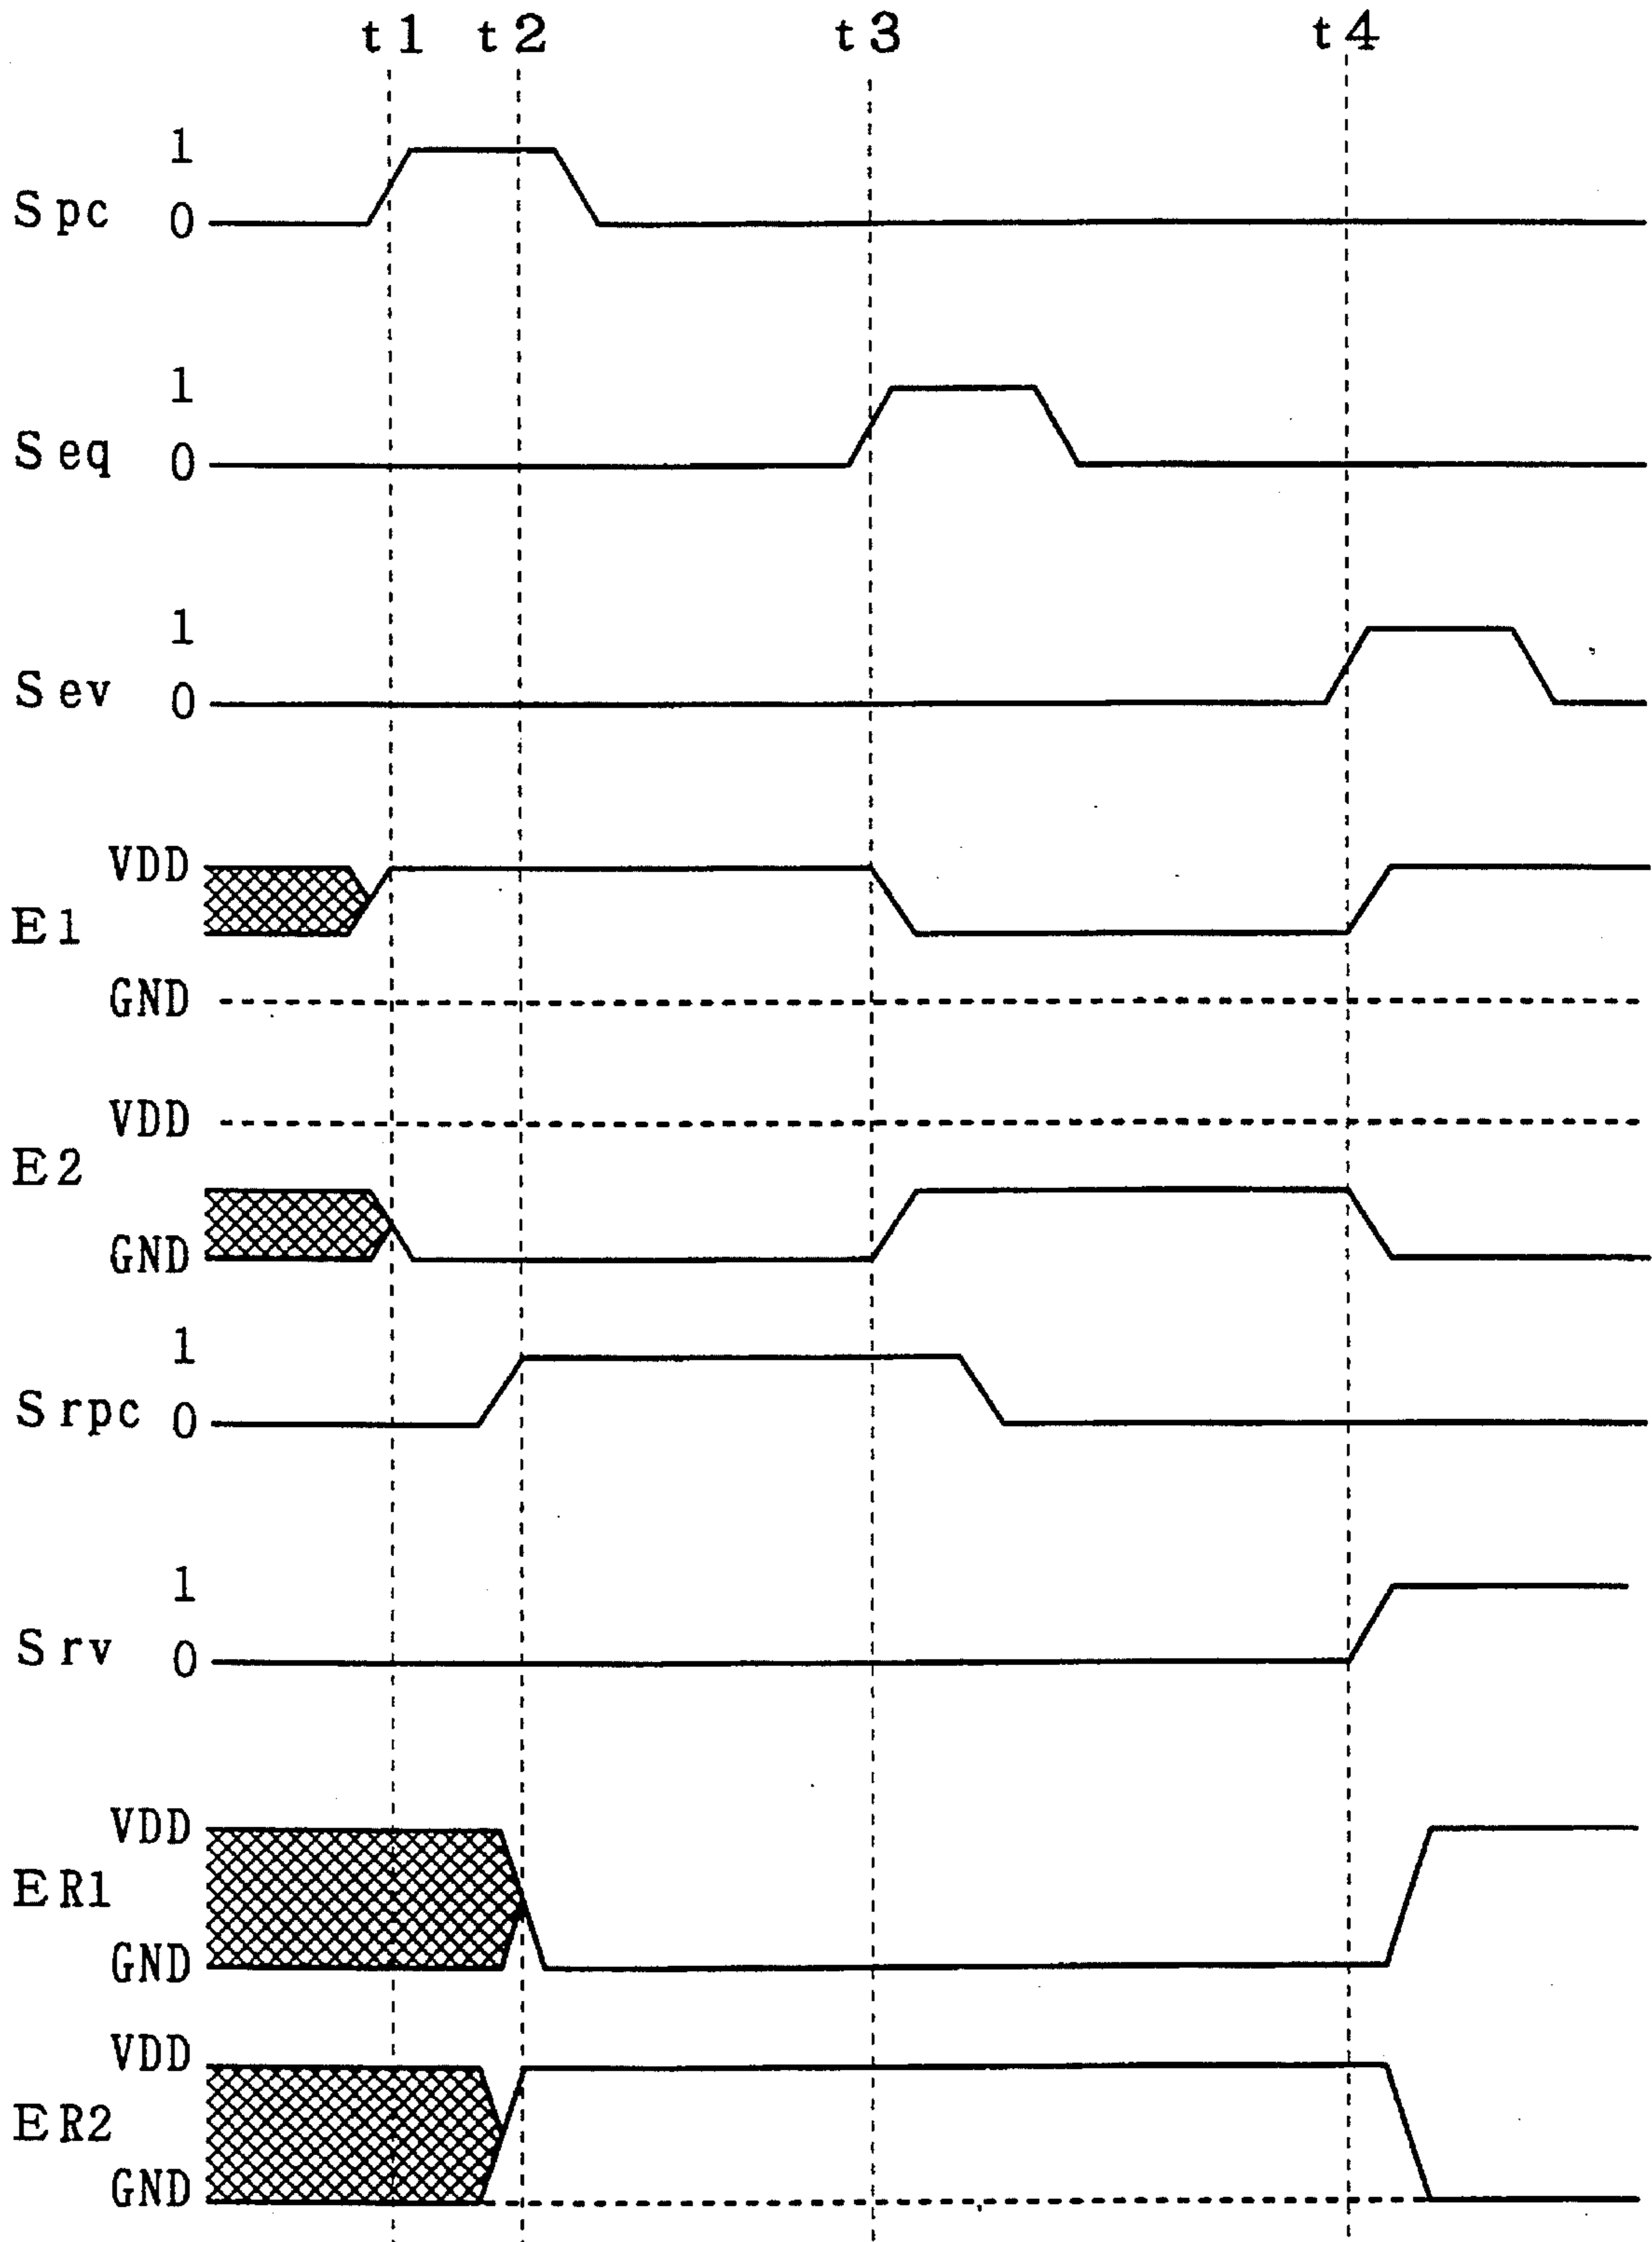 t1 t2 t3 t4
1
Spc 0
1
Seq 0
1
Sev 0
VDD
E1
GND
VDD
E2
GND
1
Srpc 0
1
Srv 0
VDD
ER1
GND
VDD
ER2
GND